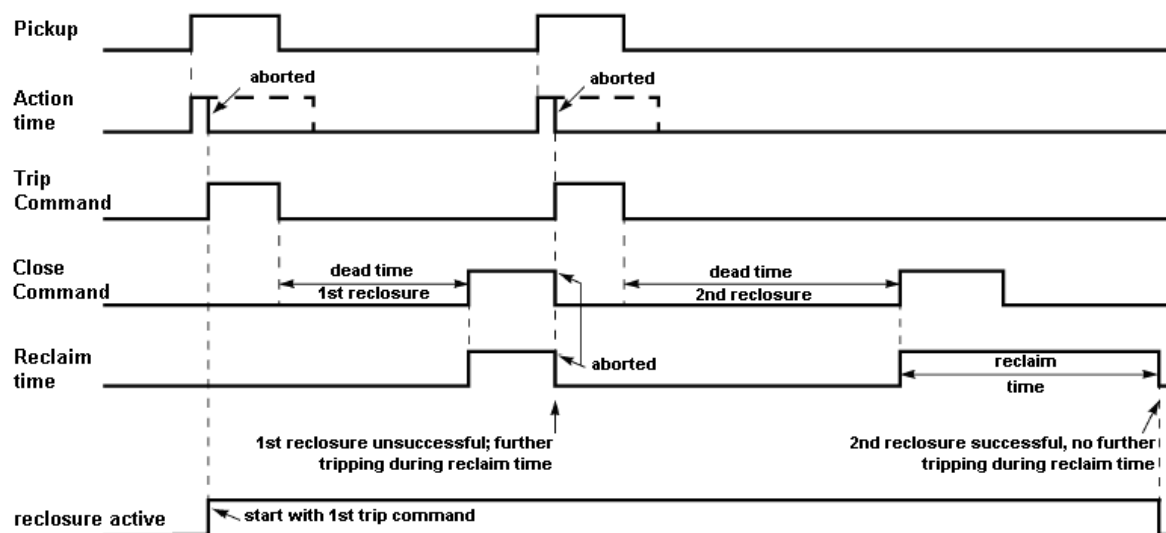 Pickup
aborted
aborted
Action
time
Trip
Command
Close
Command
dead time
1st reclosure
dead time
2nd reclosure
Reclaim
time
aborted
reclaim
time
1st reclosure unsuccessful; further
tripping during reclaim time
2nd reclosure successful, no further
tripping during reclaim time
reclosure active
start with 1st trip command